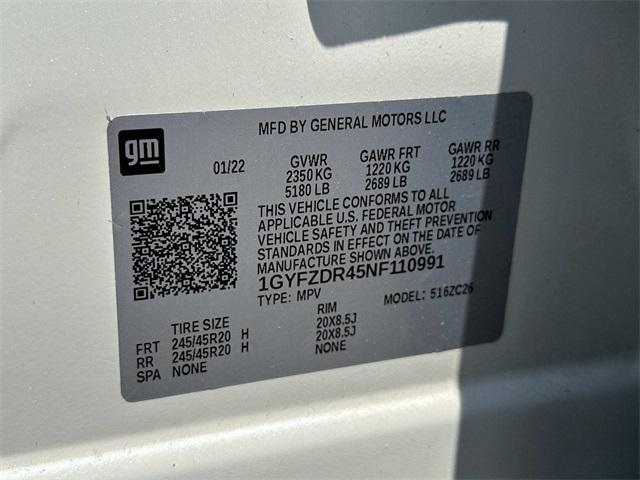 gm
MFD BY GENERAL MOTORS LLC
01/22 GVWR GAWR FRT GAWR RR
2350 KG 1220 KG 1220 KG
5180 LB 2689 LB 2689 LB
THIS VEHICLE CONFORMS TO ALL
APPLICABLE U.S. FEDERAL MOTOR
VEHICLE SAFETY AND THEFT PREVENTION
STANDARDS IN EFFECT ON THE DATE OF
MANUFACTURE SHOWN ABOVE.
1GYFZDR45NF110991
TYPE: MPV MODEL: 516ZC26
TIRE SIZE RIM
FRT 245/45R20 H 20X8.5J
RR 245/45R20 H 20X8.5J
SPA NONE NONE